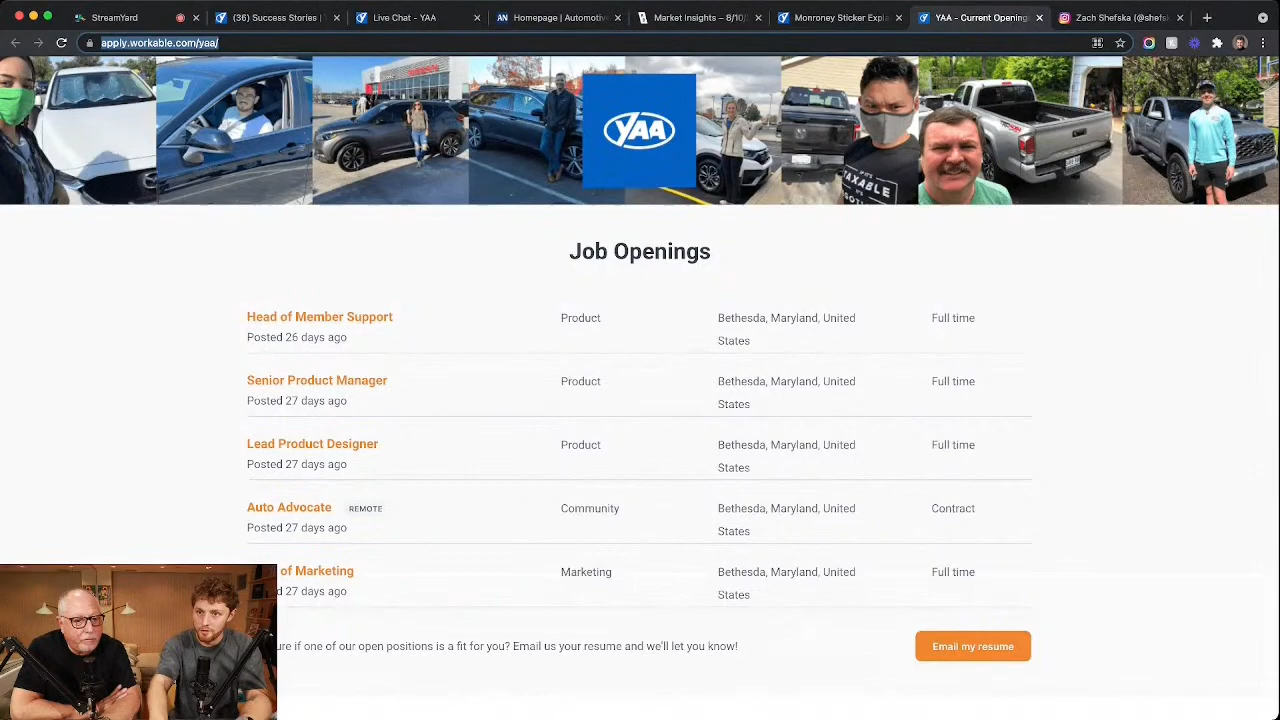 StreamYard
(36) Success Stories | Y
Live Chat - YAA
Homepage | Automotiv
Market Insights – 8/10/
Monroney Sticker Expla
YAA - Current Opening
Zach Shefska (@shefsk
apply.workable.com/yaa/
YAA
TAXABLE
Job Openings
Head of Member Support
Product
Bethesda, Maryland, United
States
Full time
Posted 26 days ago
Senior Product Manager
Product
Bethesda, Maryland, United
States
Full time
Posted 27 days ago
Lead Product Designer
Product
Bethesda, Maryland, United
States
Full time
Posted 27 days ago
Auto Advocate REMOTE
Community
Bethesda, Maryland, United
States
Contract
Posted 27 days ago
of Marketing
Marketing
Bethesda, Maryland, United
States
Full time
27 days ago
ure if one of our open positions is a fit for you? Email us your resume and we'll let you know!
Email my resume